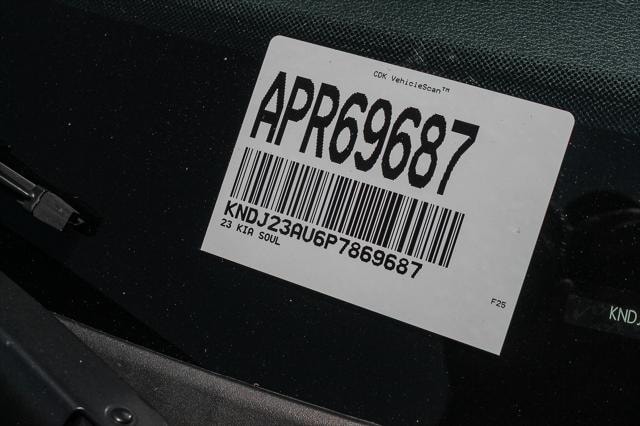 CDK VehicleScan™
APR69687
KNDJ23AU6P7869687
23 KIA SOUL
F25
KNDJ